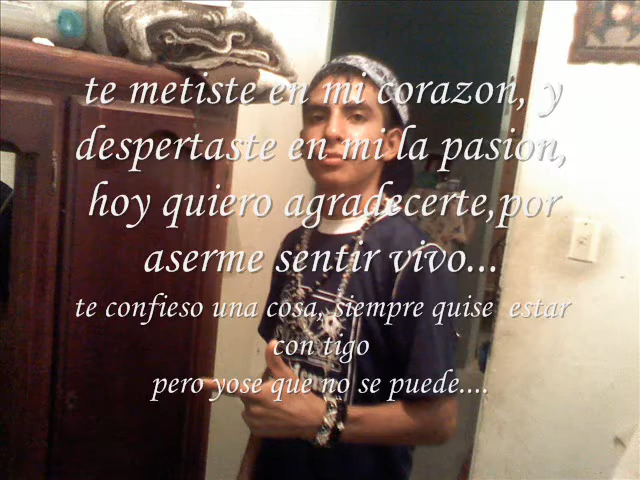 te metiste en mi corazon, y
despertaste en mi la pasion,
hoy quiero agradecerte,por
aserme sentir vivo...
te confieso una cosa, siempre quise estar
con tigo
pero yose que no se puede....